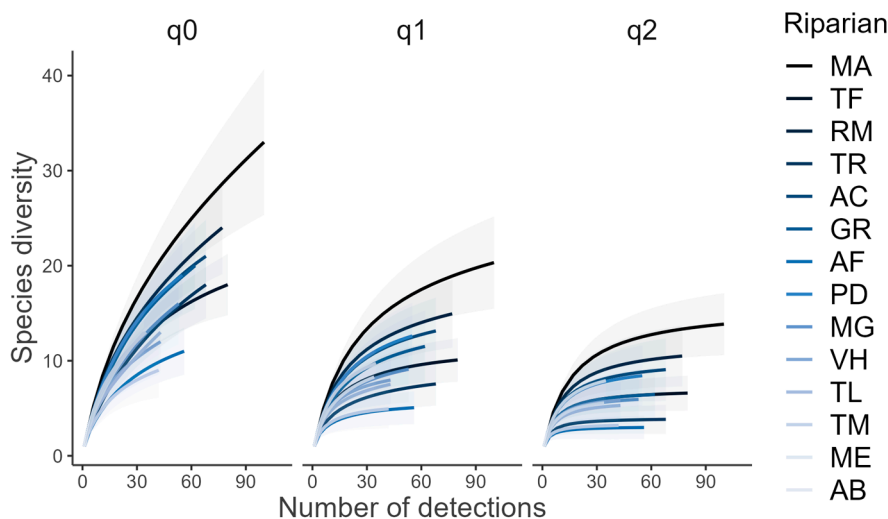 q0
q1
q2
Species diversity
40
30
20
10
0
0 30 60 90
0 30 60 90
0 30 60 90
Number of detections
Riparian
MA
TF
RM
TR
AC
GR
AF
PD
MG
VH
TL
TM
ME
AB